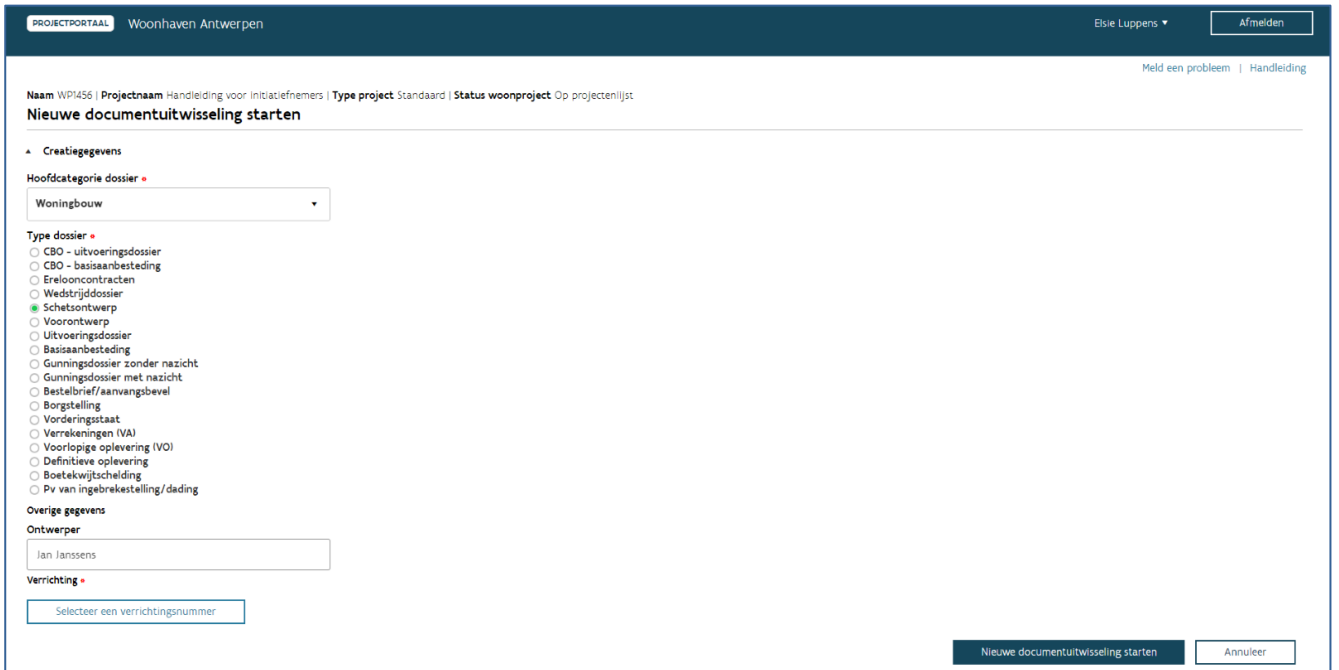 PROJECTPORTAAL Woonhaven Antwerpen Elsie Luppens ▼ Afmelden
Meld een probleem | Handleiding
Naam WP1456 | Projectnaam Handleiding voor initiatiefnemers | Type project Standaard | Status woonproject Op projectenlijst
Nieuwe documentuitwisseling starten
Creatiegegevens
Hoofdcategorie dossier
Woningbouw
Type dossier
CBO - uitvoeringsdossier
CBO - basisaanbesteding
Erelooncontracten
Wedstrijddossier
Schetsontwerp
Voorontwerp
Uitvoeringsdossier
Basisaanbesteding
Gunningsdossier zonder nazicht
Gunningsdossier met nazicht
Bestelbrief/aanvangsbevel
Borgstelling
Vorderingsstaat
Verrekeningen (VA)
Voorlopige oplevering (VO)
Definitieve oplevering
Boetekwijtschelding
Pv van ingebrekestelling/dading
Overige gegevens
Ontwerper
Jan Janssens
Verrichting
Selecteer een verrichtingsnummer
Nieuwe documentuitwisseling starten Annuleer